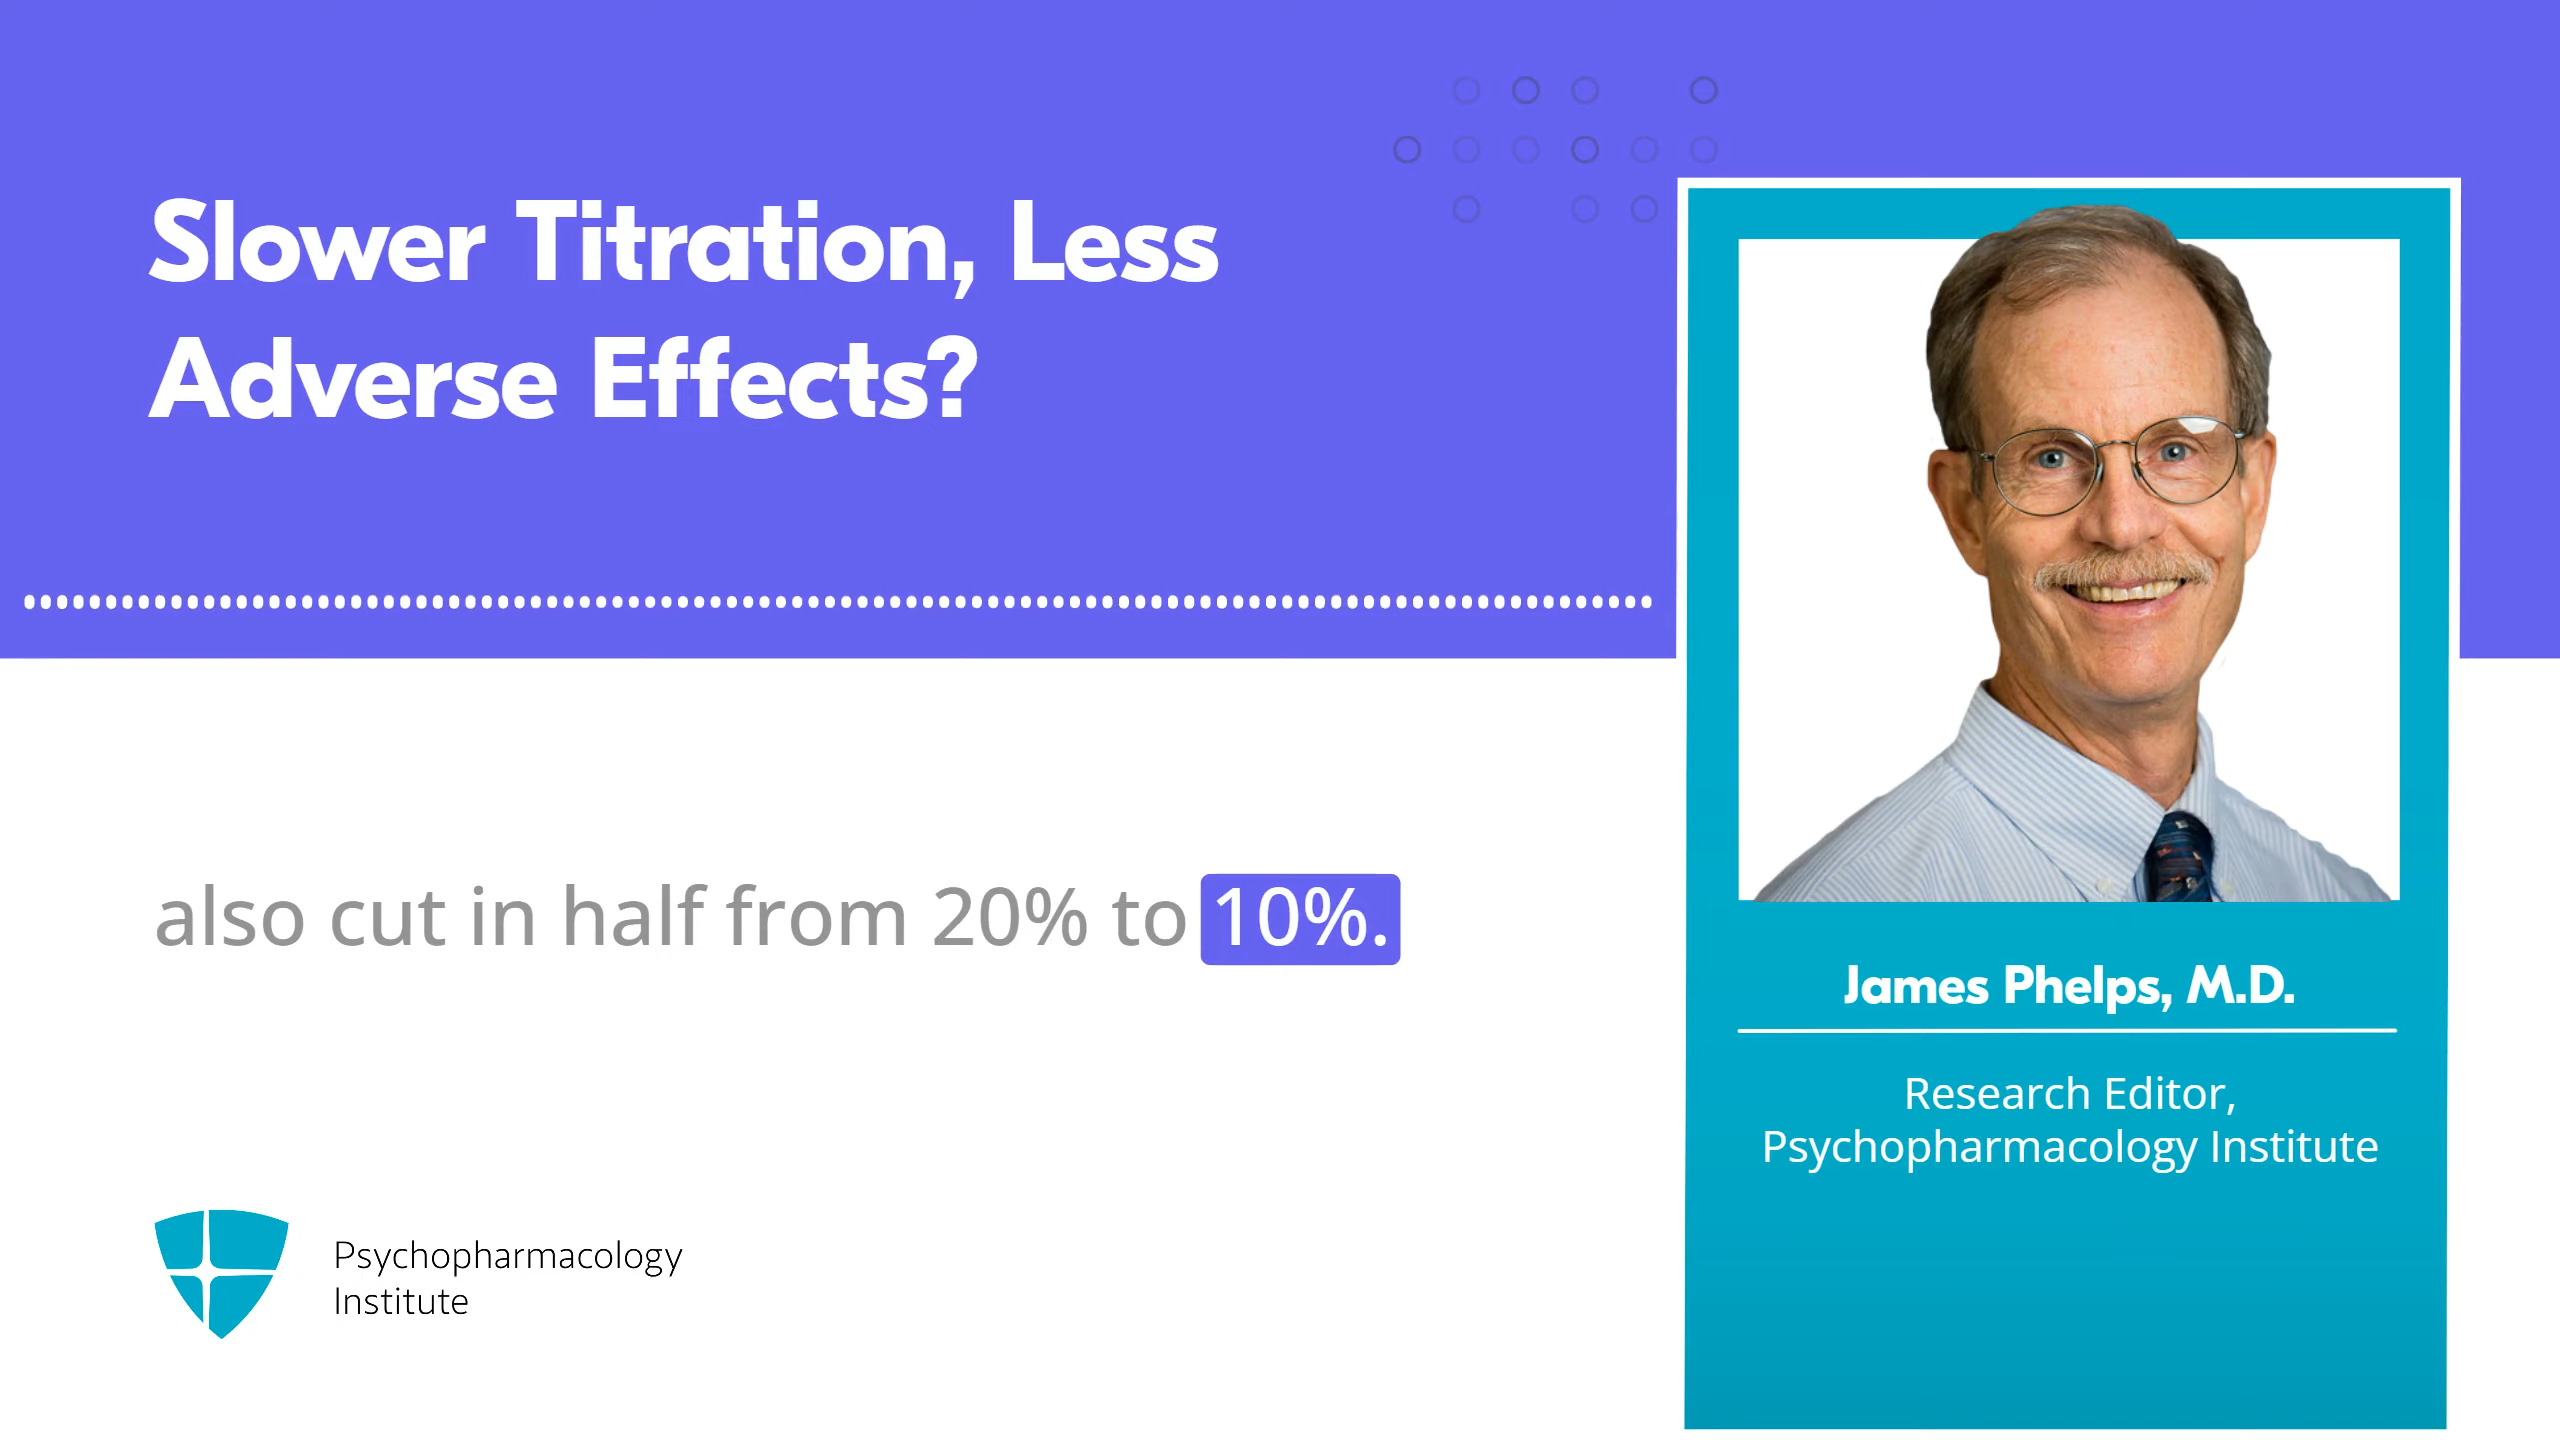 Slower Titration, Less
Adverse Effects?
also cut in half from 20% to 10%.
James Phelps, M.D.
Research Editor,
Psychopharmacology Institute
Psychopharmacology
Institute